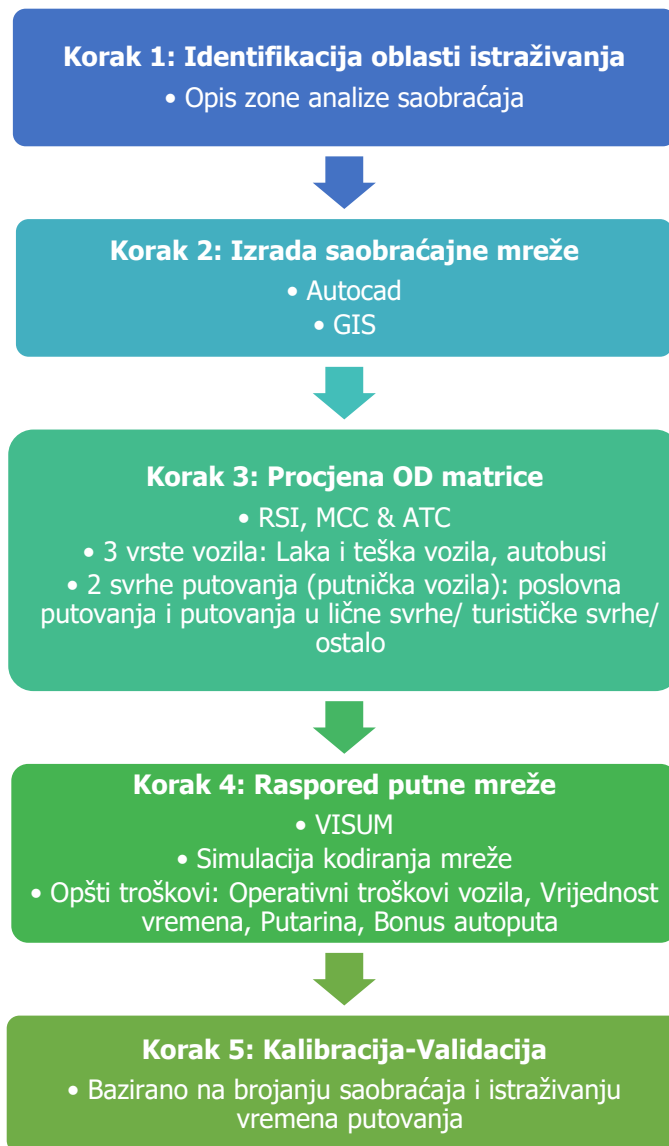 Korak 1: Identifikacija oblasti istraživanja
• Opis zone analize saobraćaja
Korak 2: Izrada saobraćajne mreže
• Autocad
• GIS
Korak 3: Procjena OD matrice
• RSI, MCC & ATC
• 3 vrste vozila: Laka i teška vozila, autobusi
• 2 svrhe putovanja (putnička vozila): poslovna
putovanja i putovanja u lične svrhe/ turističke svrhe/
ostalo
Korak 4: Raspored putne mreže
• VISUM
• Simulacija kodiranja mreže
• Opšti troškovi: Operativni troškovi vozila, Vrijednost
vremena, Putarina, Bonus autoputa
Korak 5: Kalibracija-Validacija
• Bazirano na brojanju saobraćaja i istraživanju
vremena putovanja